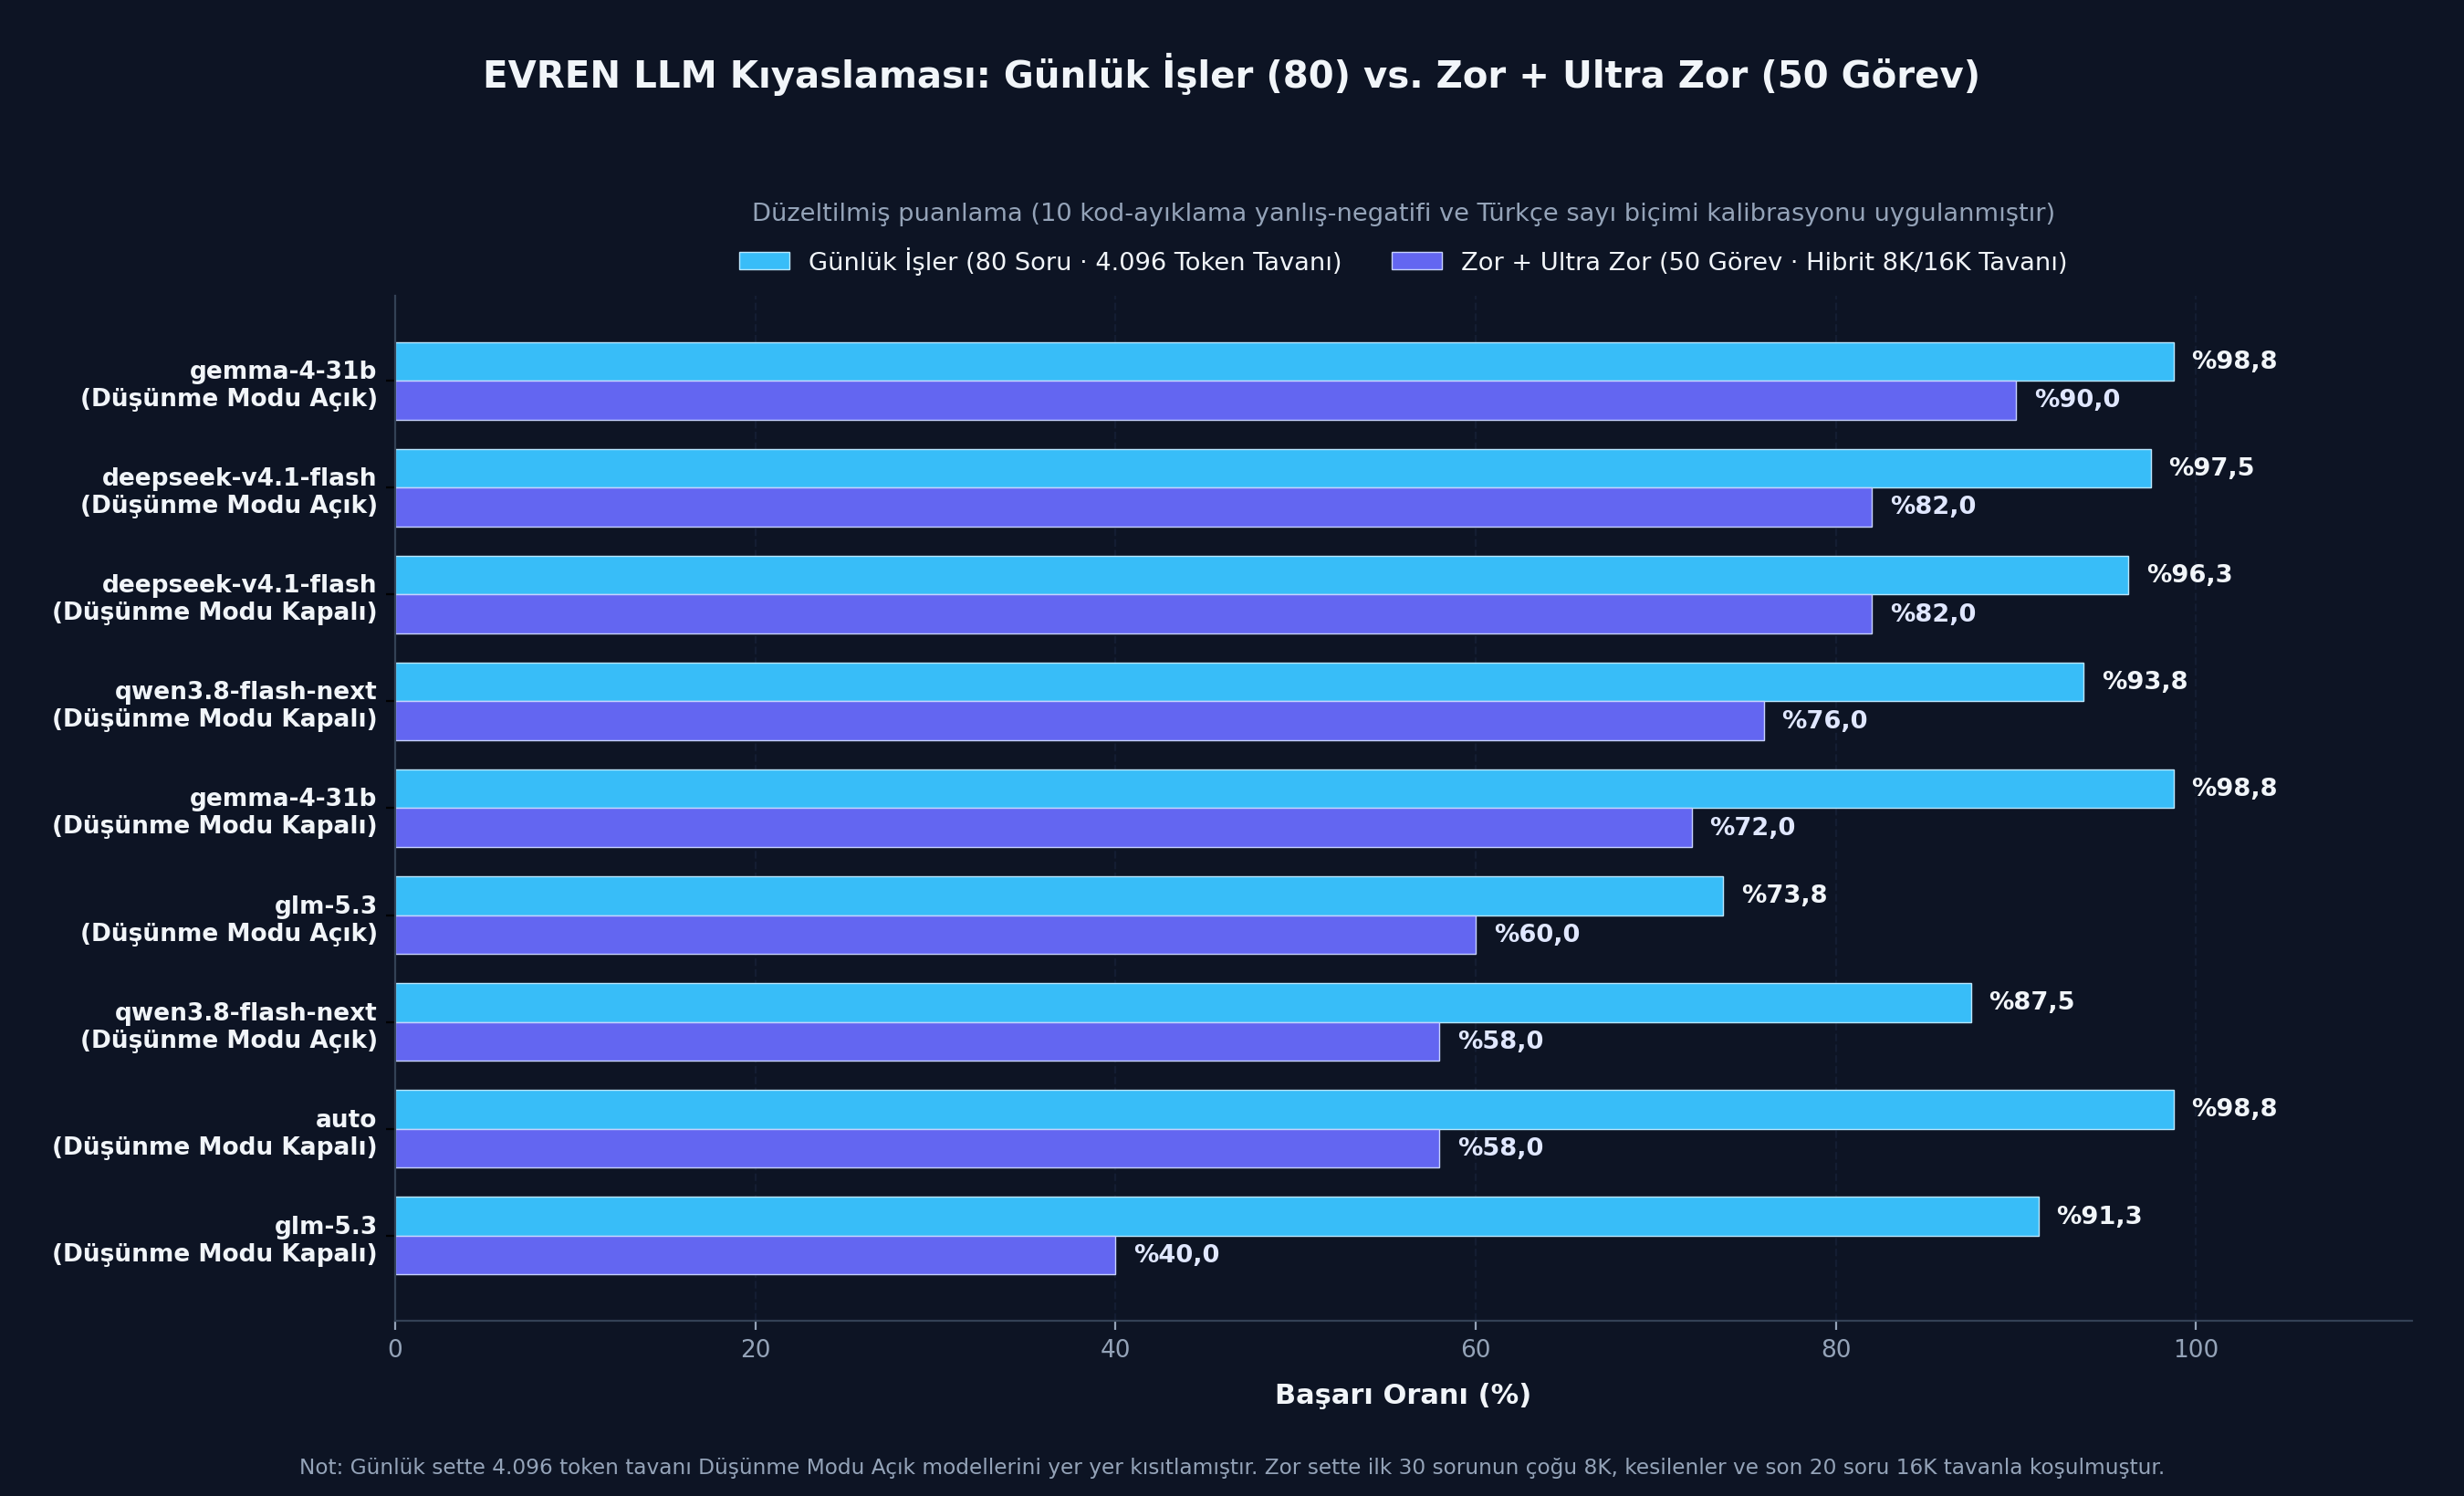 EVREN LLM Kıyaslaması: Günlük İşler (80) vs. Zor + Ultra Zor (50 Görev)
Düzeltilmiş puanlama (10 kod-ayıklama yanlış-negatifi ve Türkçe sayı biçimi kalibrasyonu uygulanmıştır)
Günlük İşler (80 Soru · 4.096 Token Tavanı)
Zor + Ultra Zor (50 Görev · Hibrit 8K/16K Tavanı)
gemma-4-31b
(Düşünme Modu Açık)
%98,8
%90,0
deepseek-v4.1-flash
(Düşünme Modu Açık)
%97,5
%82,0
deepseek-v4.1-flash
(Düşünme Modu Kapalı)
%96,3
%82,0
qwen3.8-flash-next
(Düşünme Modu Kapalı)
%93,8
%76,0
gemma-4-31b
(Düşünme Modu Kapalı)
%98,8
%72,0
glm-5.3
(Düşünme Modu Açık)
%73,8
%60,0
qwen3.8-flash-next
(Düşünme Modu Açık)
%87,5
%58,0
auto
(Düşünme Modu Kapalı)
%98,8
%58,0
glm-5.3
(Düşünme Modu Kapalı)
%91,3
%40,0
0 20 40 60 80 100
Başarı Oranı (%)
Not: Günlük sette 4.096 token tavanı Düşünme Modu Açık modellerini yer yer kısıtlamıştır. Zor sette ilk 30 sorunun çoğu 8K, kesilenler ve son 20 soru 16K tavanla koşulmuştur.